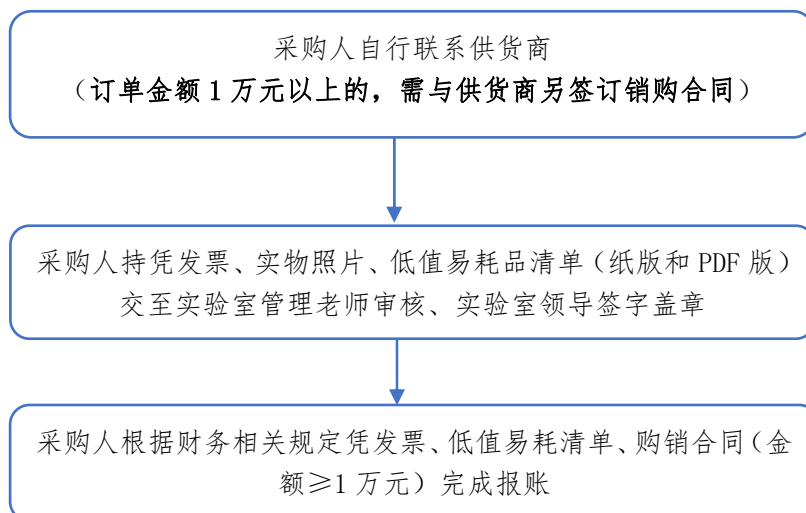 采购人自行联系供货商
（订单金额 1 万元以上的，需与供货商另签订销购合同）
采购人持凭发票、实物照片、低值易耗品清单（纸版和 PDF 版）
交至实验室管理老师审核、实验室领导签字盖章
采购人根据财务相关规定凭发票、低值易耗清单、购销合同（金
额≥1 万元）完成报账